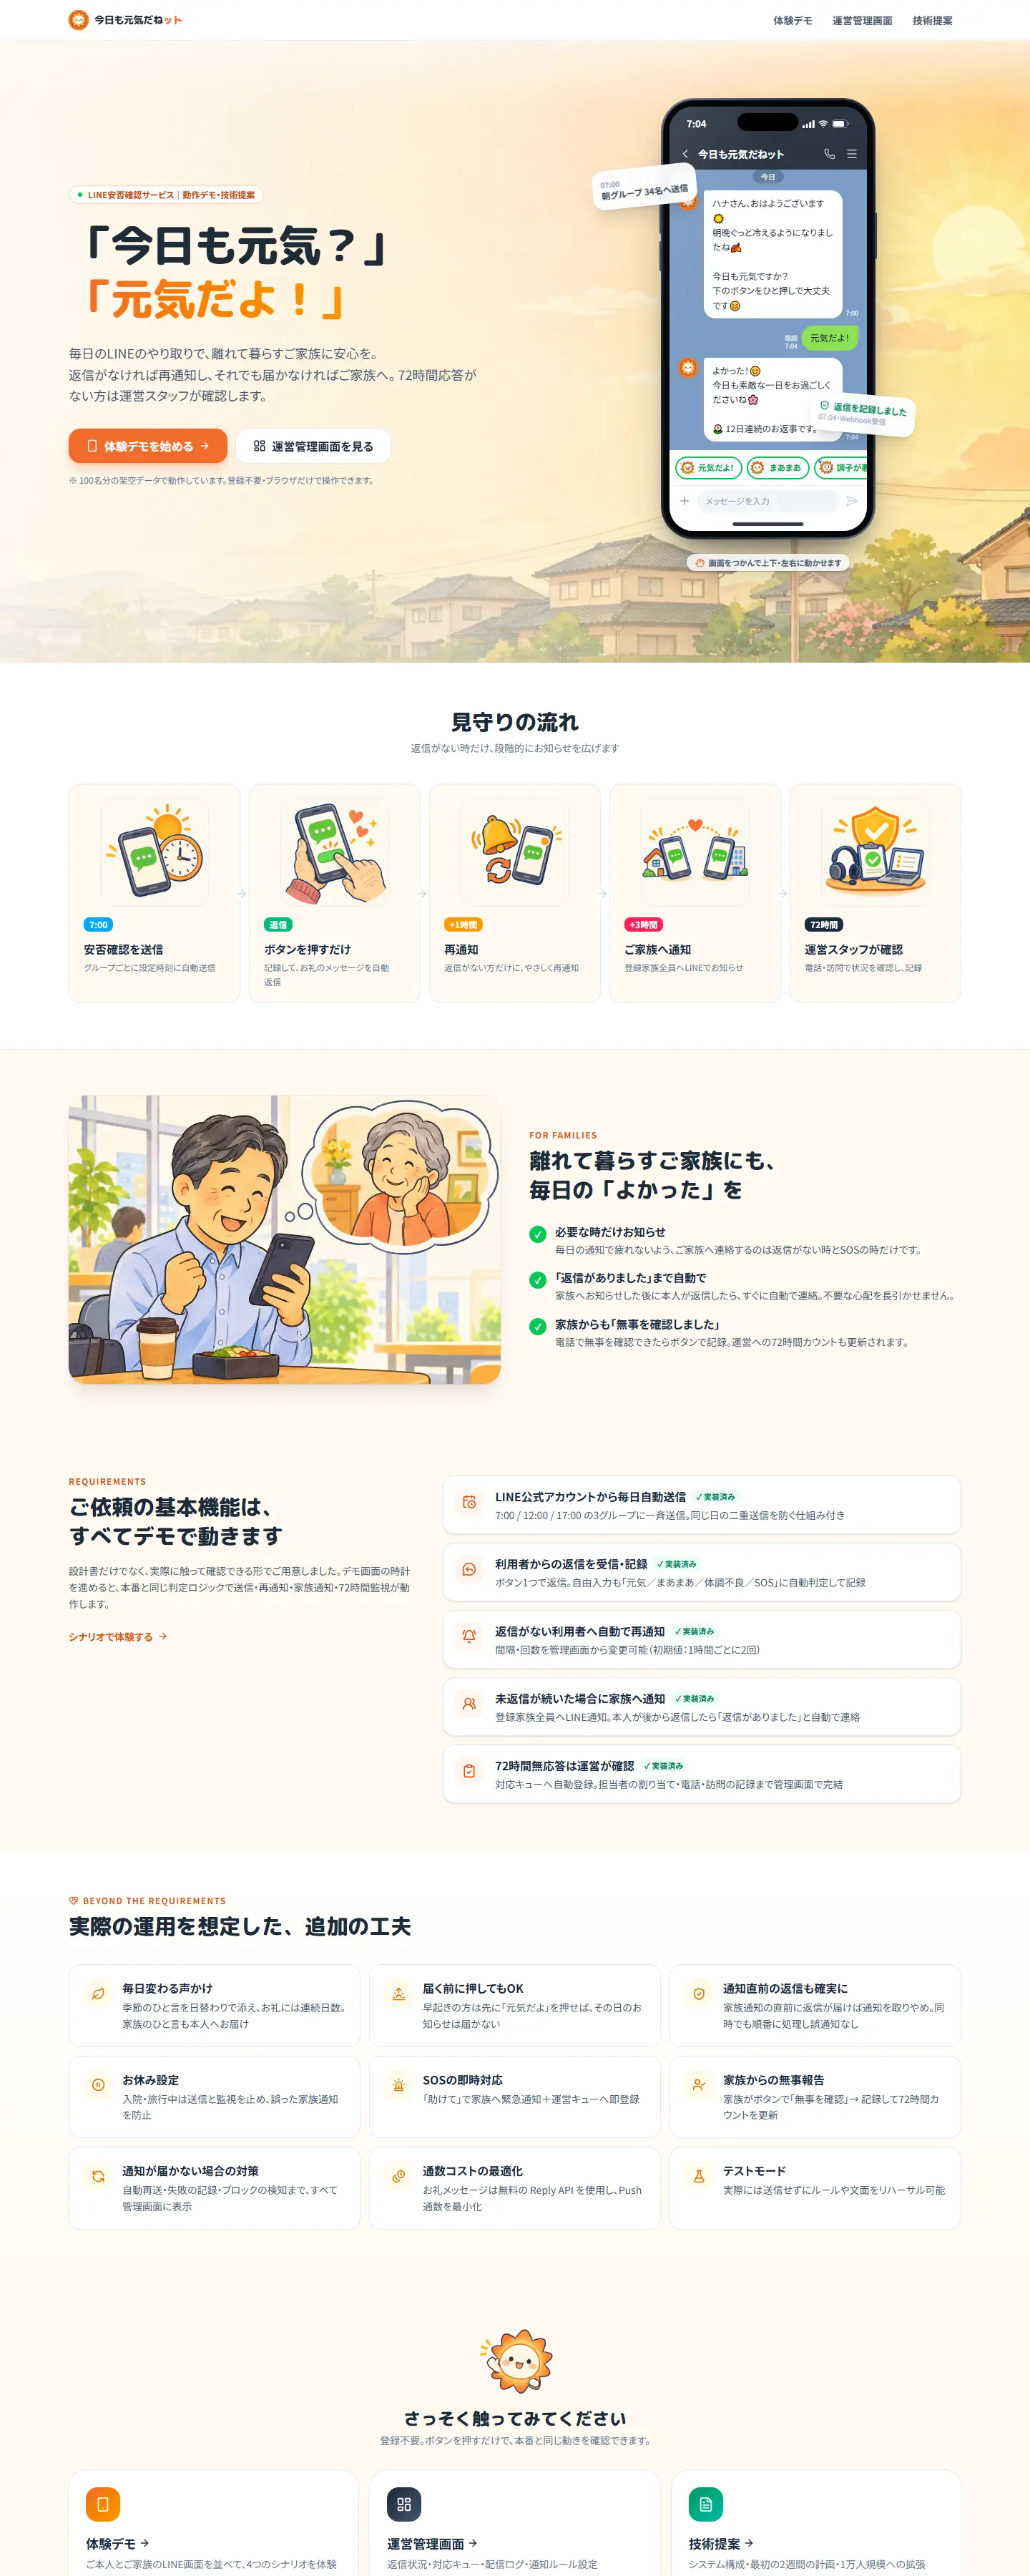 今日も元気だねット
体験デモ
運営管理画面
技術提案
LINE安否確認サービス｜動作デモ・技術提案
「今日も元気？」
「元気だよ！」
毎日のLINEのやり取りで、離れて暮らすご家族に安心を。
返信がなければ再通知し、それでも届かなければご家族へ。72時間応答が
ない方は運営スタッフが確認します。
体験デモを始める →
運営管理画面を見る
※ 100名分の架空データで動作しています。登録不要・ブラウザだけで操作できます。
7:04
今日も元気だねット
今日
07:00
朝グループ 34名へ送信
ハナさん、おはようございます
朝晩ぐっと冷えるようになりまし
たね
今日も元気ですか？
下のボタンをひと押しで大丈夫
です
7:00
既読
7:04
元気だよ！
よかった！
今日も素敵な一日をお過ごしく
ださいね
12日連続のお返事です。
7:04
返信を記録しました
07:04・Webhook受信
元気だよ！
まあまあ
調子が悪
メッセージを入力
画面をつかんで上下・左右に動かせます
見守りの流れ
返信がない時だけ、段階的にお知らせを広げます
7:00
安否確認を送信
グループごとに設定時刻に自動送信
返信
ボタンを押すだけ
記録して、お礼のメッセージを自動
返信
+1時間
再通知
返信がない方だけに、やさしく再通知
+3時間
ご家族へ通知
登録家族全員へLINEでお知らせ
72時間
運営スタッフが確認
電話・訪問で状況を確認し、記録
FOR FAMILIES
離れて暮らすご家族にも、
毎日の「よかった」を
必要な時だけお知らせ
毎日の通知で疲れないよう、ご家族へ連絡するのは返信がない時とSOSの時だけです。
「返信がありました」まで自動で
家族へお知らせした後に本人が返信したら、すぐに自動で連絡。不要な心配を長引かせません。
家族からも「無事を確認しました」
電話で無事を確認できたらボタンで記録。運営への72時間カウントも更新されます。
REQUIREMENTS
ご依頼の基本機能は、
すべてデモで動きます
設計書だけでなく、実際に触って確認できる形でご用意しました。デモ画面の時計
を進めると、本番と同じ判定ロジックで送信・再通知・家族通知・72時間監視が動
作します。
シナリオで体験する →
LINE公式アカウントから毎日自動送信 ✓実装済み
7:00 / 12:00 / 17:00 の3グループに一斉送信。同じ日の二重送信を防ぐ仕組み付き
利用者からの返信を受信・記録 ✓実装済み
ボタン1つで返信。自由入力も「元気／まあまあ／体調不良／SOS」に自動判定して記録
返信がない利用者へ自動で再通知 ✓実装済み
間隔・回数を管理画面から変更可能（初期値：1時間ごとに2回）
未返信が続いた場合に家族へ通知 ✓実装済み
登録家族全員へLINE通知。本人が後から返信したら「返信がありました」と自動で連絡
72時間無応答は運営が確認 ✓実装済み
対応キューへ自動登録。担当者の割り当て・電話・訪問の記録まで管理画面で完結
BEYOND THE REQUIREMENTS
実際の運用を想定した、追加の工夫
毎日変わる声かけ
季節のひと言を日替わりで添え、お礼には連続日数。
家族のひと言も本人へお届け
届く前に押してもOK
早起きの方は先に「元気だよ」を押せば、その日のお
知らせは届かない
通知直前の返信も確実に
家族通知の直前に返信が届けば通知を取りやめ。同
時でも順番に処理し誤通知なし
お休み設定
入院・旅行中は送信と監視を止め、誤った家族通知
を防止
SOSの即時対応
「助けて」で家族へ緊急通知＋運営キューへ即登録
家族からの無事報告
家族がボタンで「無事を確認」→ 記録して72時間カ
ウントを更新
通知が届かない場合の対策
自動再送・失敗の記録・ブロックの検知まで、すべて
管理画面に表示
通数コストの最適化
お礼メッセージは無料の Reply API を使用し、Push
通数を最小化
テストモード
実際には送信せずにルールや文面をリハーサル可能
さっそく触ってみてください
登録不要。ボタンを押すだけで、本番と同じ動きを確認できます。
体験デモ →
ご本人とご家族のLINE画面を並べて、4つのシナリオを体験
運営管理画面 →
返信状況・対応キュー・配信ログ・通知ルール設定
技術提案 →
システム構成・最初の2週間の計画・1万人規模への拡張